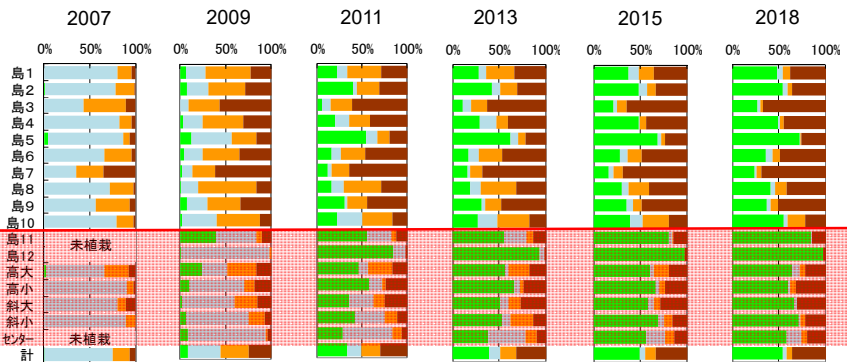 2007 2009 2011 2013 2015 2018
0% 50% 100% 0% 50% 100% 0% 50% 100% 0% 50% 100% 0% 50% 100% 0% 50% 100%
島1
島2
島3
島4
島5
島6
島7
島8
島9
島10
島11 未植栽
島12
高大
高小
斜大
斜小
センター 未植栽
計